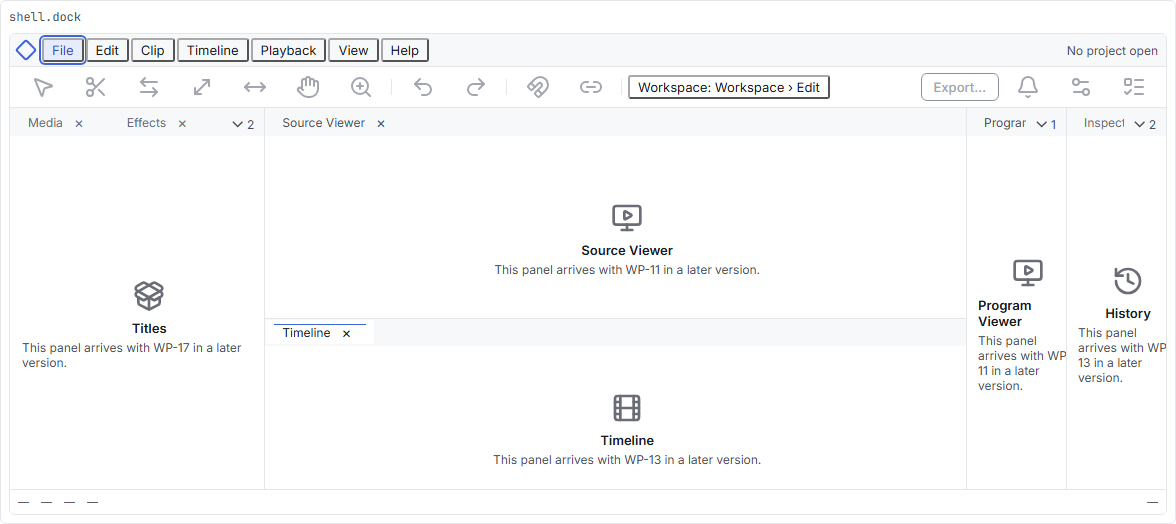 shell.dock
File Edit Clip Timeline Playback View Help No project open
Workspace: Workspace › Edit Export...
Media × Effects × 2 Source Viewer × Prograr 1 Inspect 2
Source Viewer
This panel arrives with WP-11 in a later version.
Titles
This panel arrives with WP-17 in a later
version.
Timeline ×
Timeline
This panel arrives with WP-13 in a later version.
Program
Viewer
This panel
arrives with WP
11 in a later
version.
History
This panel
arrives with WP
13 in a later
version.
— — — — —